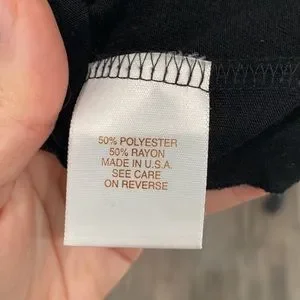 50% POLYESTER
50% RAYON
MADE IN U.S.A.
SEE CARE
ON REVERSE